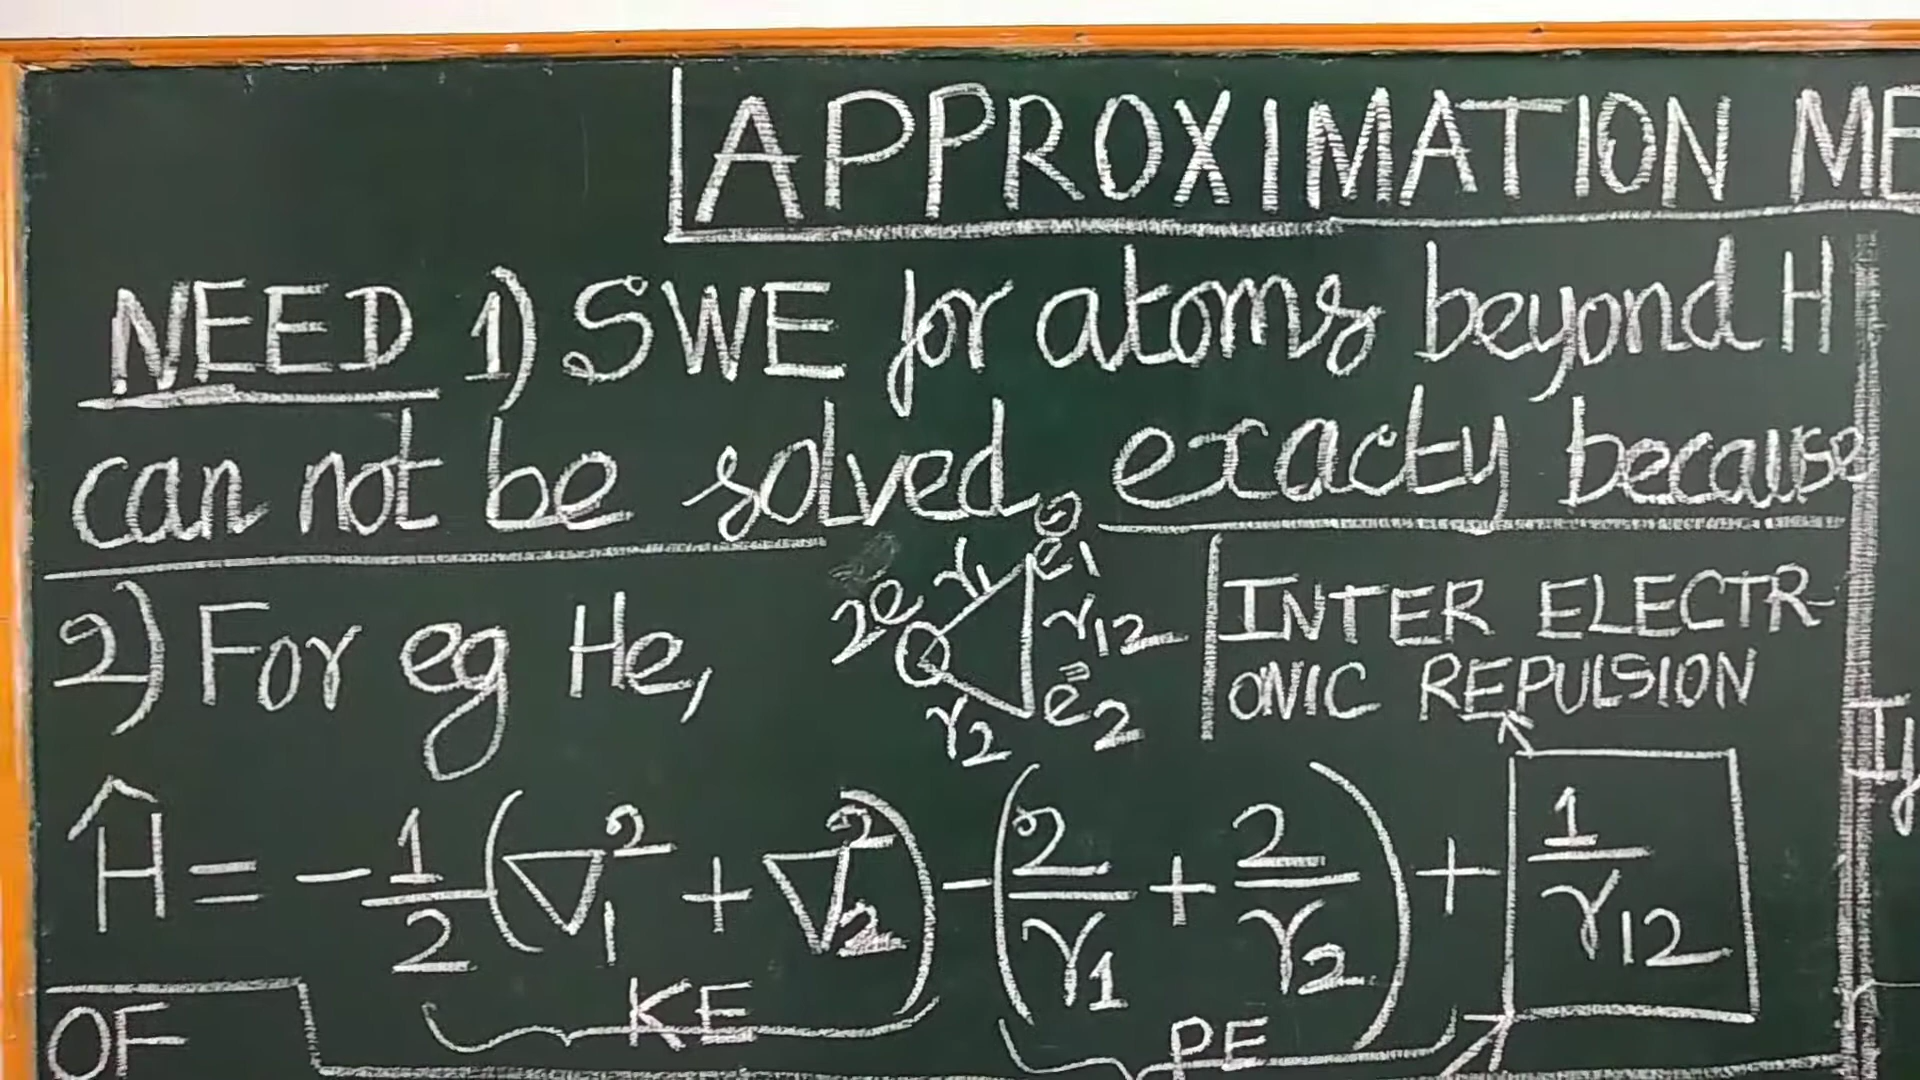 APPROXIMATION ME
NEED 1) SWE for atoms beyond H
can not be solved exacty because
2) For eg He,
2e r₁ e⁻₁
r₁₂
r₂ e⁻₂
INTER ELECTR-
ONIC REPULSION
Ĥ = -1/2(∇₁² + ∇₂²) - (2/r₁ + 2/r₂) + 1/r₁₂
KE
PE
OF